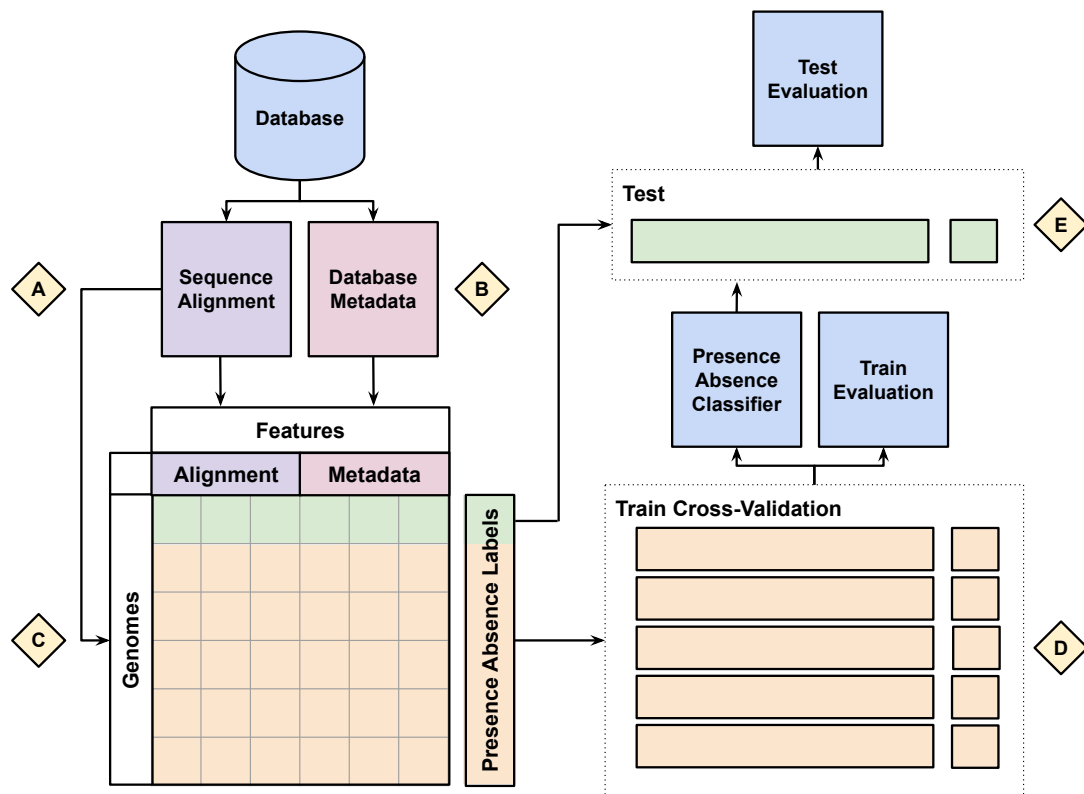 Database
Test
Evaluation
Test
E
A
Sequence
Alignment
Database
Metadata
B
Presence
Absence
Classifier
Train
Evaluation
Features
Alignment
Metadata
Genomes
Presence Absence Labels
C
Train Cross-Validation
D